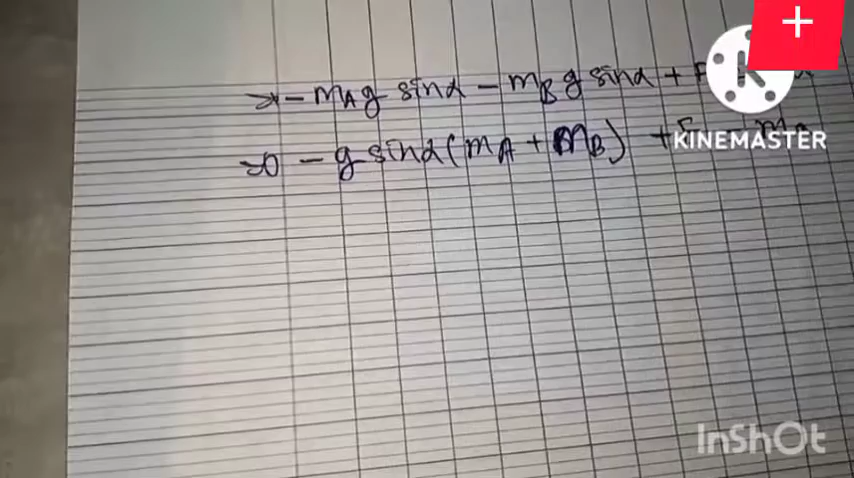 ⇒ - mAg sinα - mBg sinα +
⇒ - g sinα (mA + mB) +
+
K
KINEMASTER
InShOt